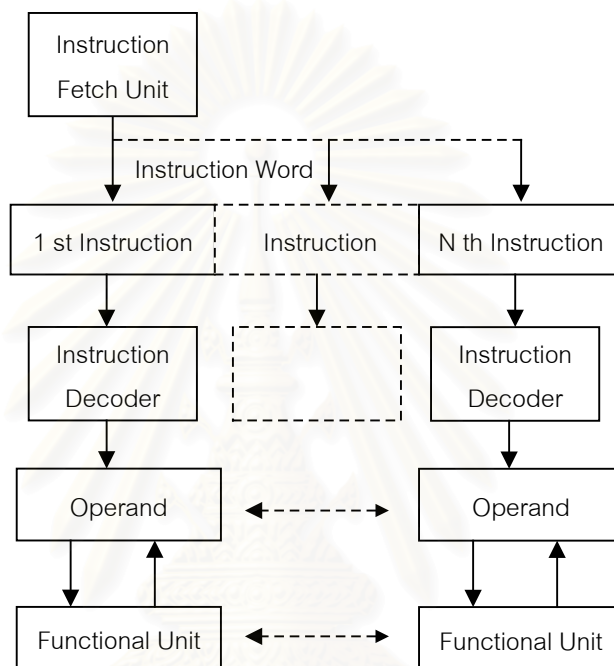 Instruction
Fetch Unit
Instruction Word
1 st Instruction
Instruction
N th Instruction
Instruction
Decoder
Instruction
Decoder
Operand
Operand
Functional Unit
Functional Unit